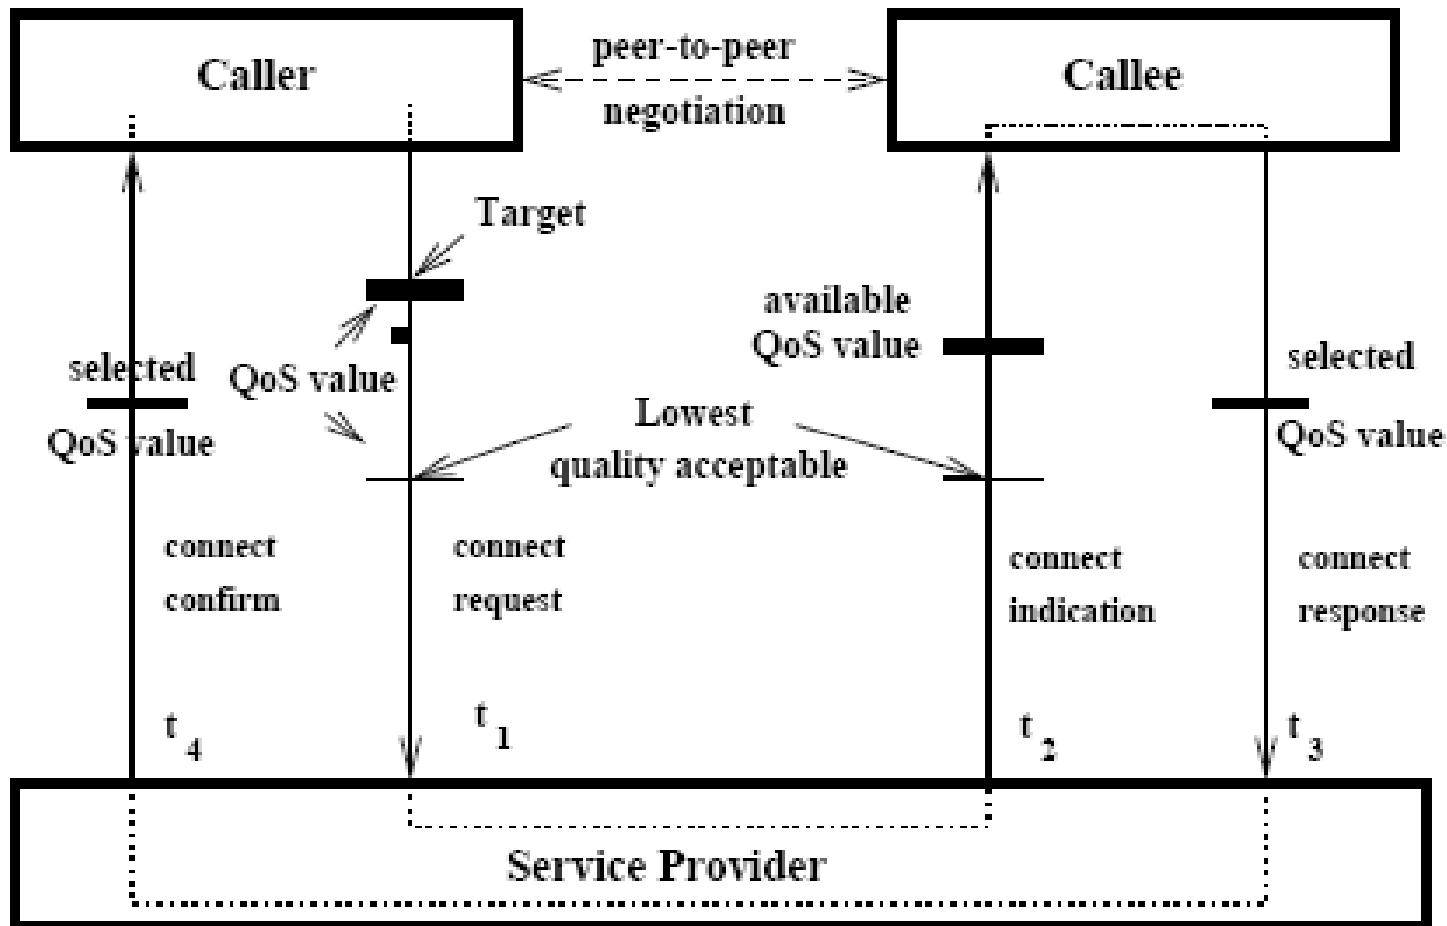 Caller
peer-to-peer
negotiation
Callee
Target
selected
QoS value
QoS value
available
QoS value
Lowest
quality acceptable
selected
QoS value
connect
confirm
connect
request
connect
indication
connect
response
t 4
t 1
t 2
t 3
Service Provider